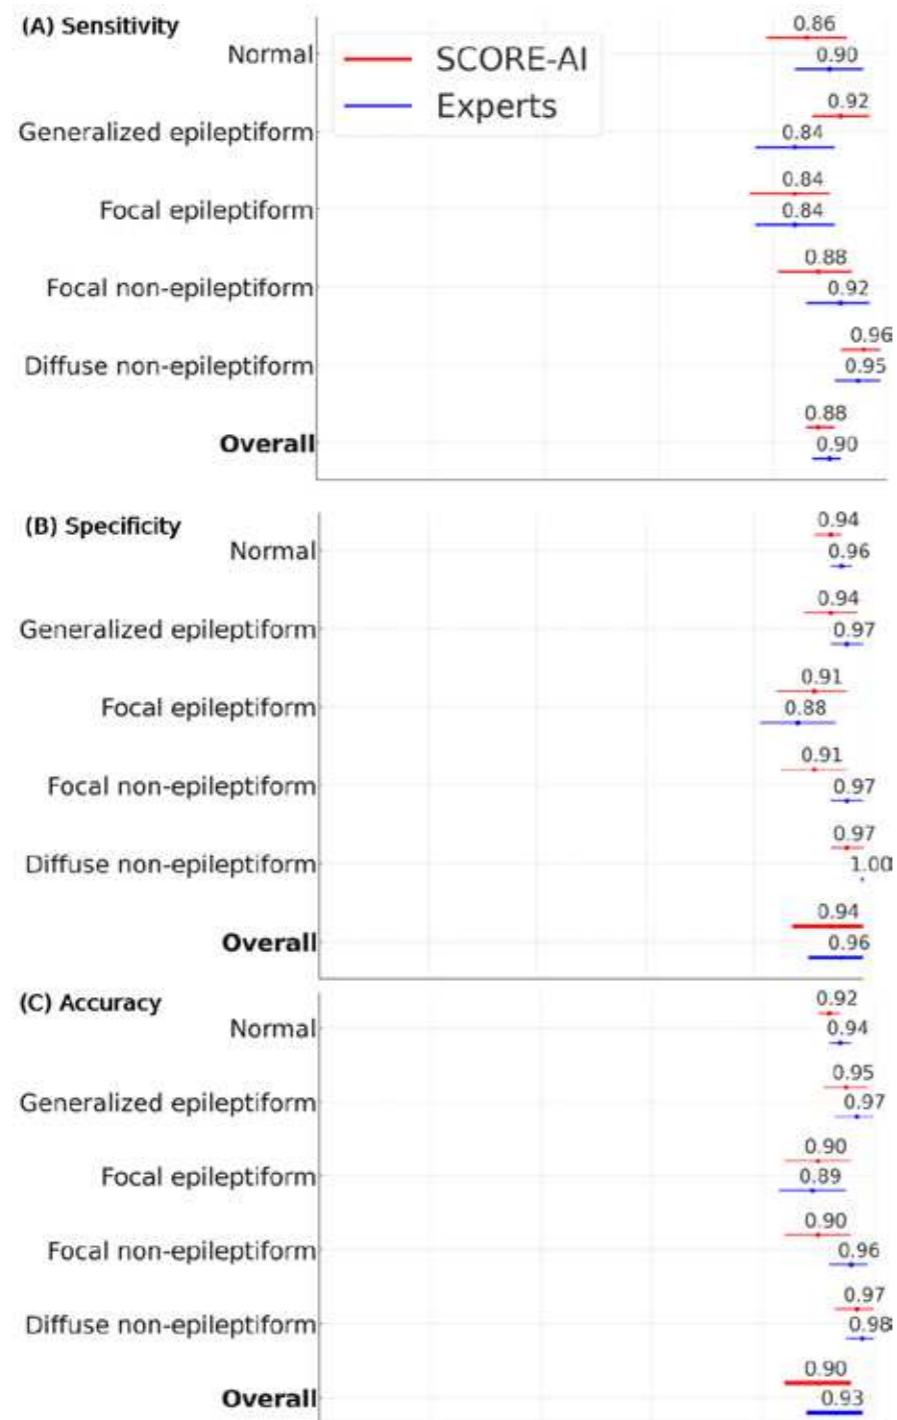 (A) Sensitivity
0.86
Normal
0.90
SCORE-AI
Experts
0.92
Generalized epileptiform
0.84
0.84
Focal epileptiform
0.84
0.88
Focal non-epileptiform
0.92
0.96
Diffuse non-epileptiform
0.95
0.88
Overall
0.90
(B) Specificity
0.94
Normal
0.96
0.94
Generalized epileptiform
0.97
0.91
Focal epileptiform
0.88
0.91
Focal non-epileptiform
0.97
0.97
Diffuse non-epileptiform
1.00
0.94
Overall
0.96
(C) Accuracy
0.92
Normal
0.94
0.95
Generalized epileptiform
0.97
0.90
Focal epileptiform
0.89
0.90
Focal non-epileptiform
0.96
0.97
Diffuse non-epileptiform
0.98
0.90
Overall
0.93